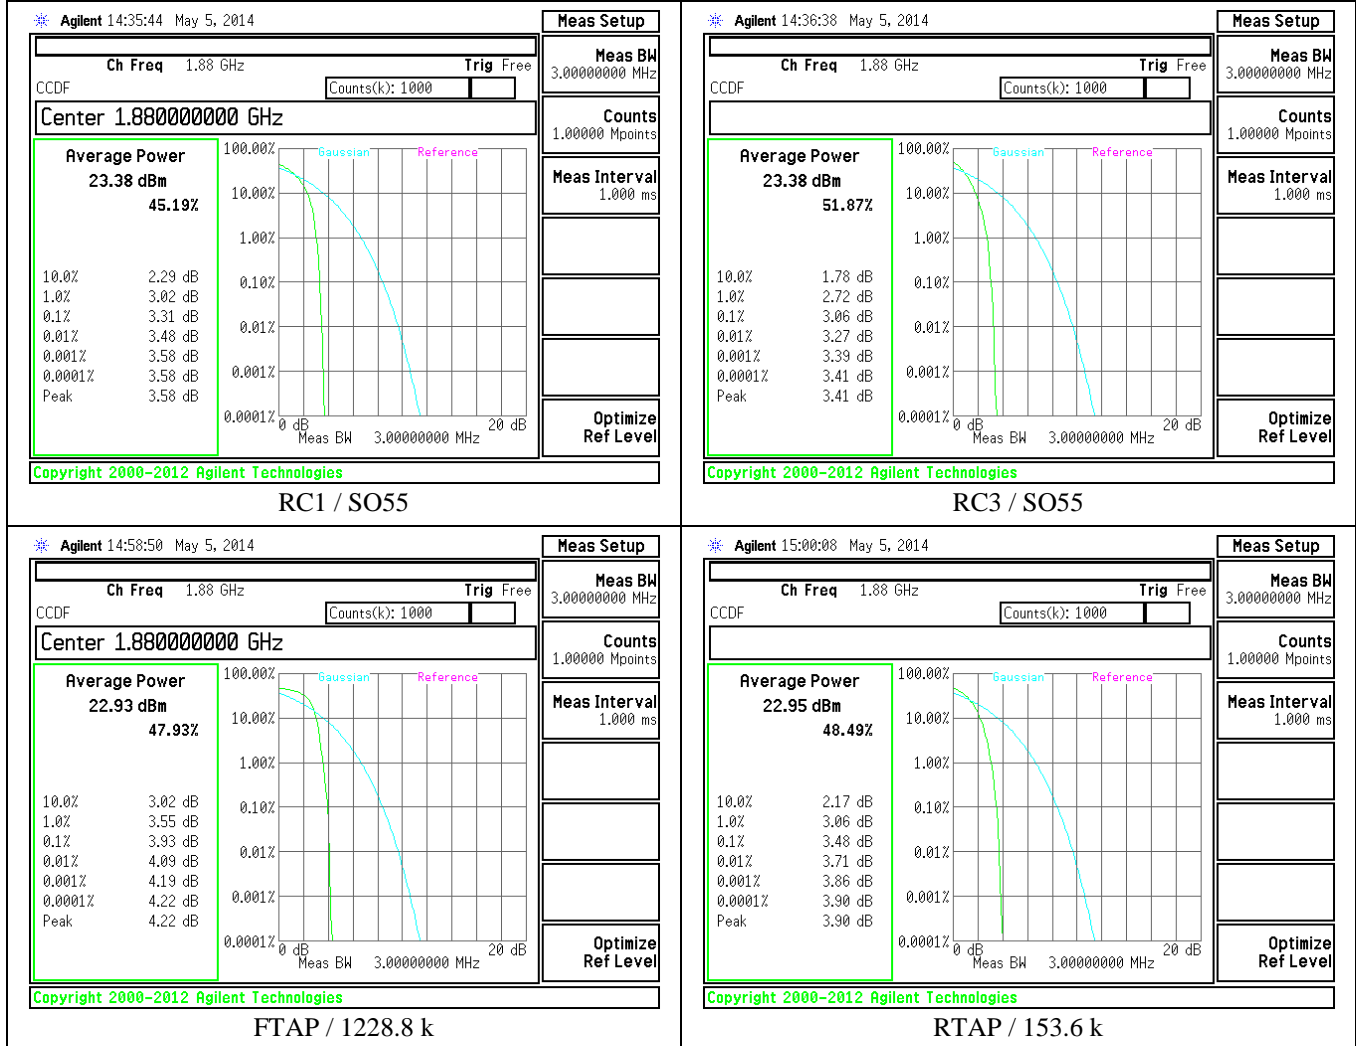 Agilent 14:35:44 May 5, 2014
Meas Setup
Ch Freq 1.88 GHz
Trig Free
CCDF
Counts(k): 1000
Center 1.880000000 GHz
Average Power
23.38 dBm
45.19%
10.0% 2.29 dB
1.0% 3.02 dB
0.1% 3.31 dB
0.01% 3.48 dB
0.001% 3.58 dB
0.0001% 3.58 dB
Peak 3.58 dB
100.00%
Gaussian
Reference
10.00%
1.00%
0.10%
0.01%
0.001%
0.0001%
0 dB
20 dB
Meas BW 3.00000000 MHz
Meas BW
3.00000000 MHz
Counts
1.00000 Mpoints
Meas Interval
1.000 ms
Optimize
Ref Level
Copyright 2000-2012 Agilent Technologies
RC1 / SO55
Agilent 14:36:38 May 5, 2014
Meas Setup
Ch Freq 1.88 GHz
Trig Free
CCDF
Counts(k): 1000
Average Power
23.38 dBm
51.87%
10.0% 1.78 dB
1.0% 2.72 dB
0.1% 3.06 dB
0.01% 3.27 dB
0.001% 3.39 dB
0.0001% 3.41 dB
Peak 3.41 dB
100.00%
Gaussian
Reference
10.00%
1.00%
0.10%
0.01%
0.001%
0.0001%
0 dB
20 dB
Meas BW 3.00000000 MHz
Meas BW
3.00000000 MHz
Counts
1.00000 Mpoints
Meas Interval
1.000 ms
Optimize
Ref Level
Copyright 2000-2012 Agilent Technologies
RC3 / SO55
Agilent 14:58:50 May 5, 2014
Meas Setup
Ch Freq 1.88 GHz
Trig Free
CCDF
Counts(k): 1000
Center 1.880000000 GHz
Average Power
22.93 dBm
47.93%
10.0% 3.02 dB
1.0% 3.55 dB
0.1% 3.93 dB
0.01% 4.09 dB
0.001% 4.19 dB
0.0001% 4.22 dB
Peak 4.22 dB
100.00%
Gaussian
Reference
10.00%
1.00%
0.10%
0.01%
0.001%
0.0001%
0 dB
20 dB
Meas BW 3.00000000 MHz
Meas BW
3.00000000 MHz
Counts
1.00000 Mpoints
Meas Interval
1.000 ms
Optimize
Ref Level
Copyright 2000-2012 Agilent Technologies
FTAP / 1228.8 k
Agilent 15:00:08 May 5, 2014
Meas Setup
Ch Freq 1.88 GHz
Trig Free
CCDF
Counts(k): 1000
Average Power
22.95 dBm
48.49%
10.0% 2.17 dB
1.0% 3.06 dB
0.1% 3.48 dB
0.01% 3.71 dB
0.001% 3.86 dB
0.0001% 3.90 dB
Peak 3.90 dB
100.00%
Gaussian
Reference
10.00%
1.00%
0.10%
0.01%
0.001%
0.0001%
0 dB
20 dB
Meas BW 3.00000000 MHz
Meas BW
3.00000000 MHz
Counts
1.00000 Mpoints
Meas Interval
1.000 ms
Optimize
Ref Level
Copyright 2000-2012 Agilent Technologies
RTAP / 153.6 k